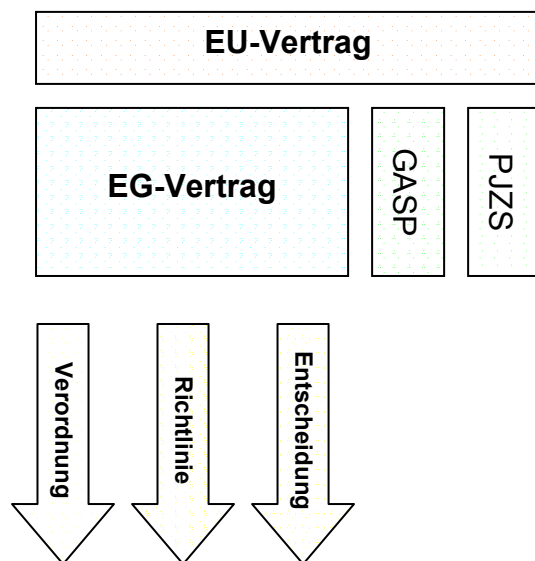 EU-Vertrag
EG-Vertrag
GASP
PJZS
Verordnung
Richtlinie
Entscheidung